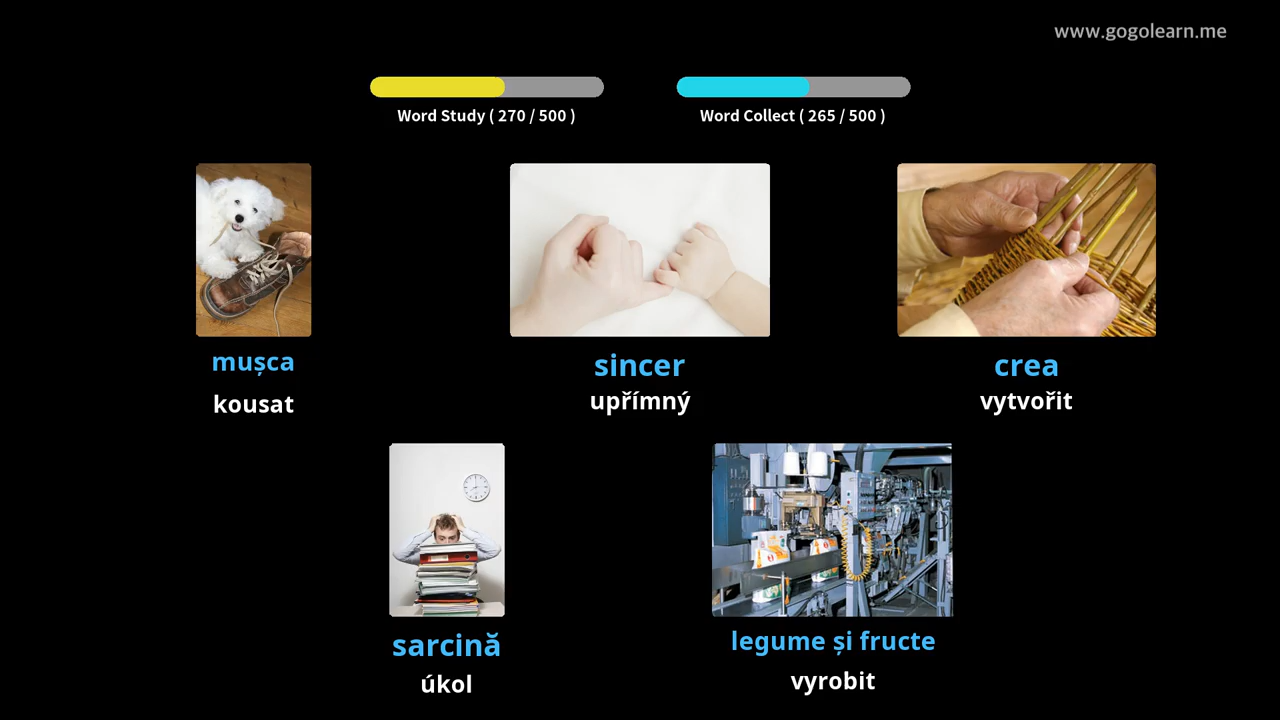 www.gogolearn.me
Word Study ( 270 / 500 )
Word Collect ( 265 / 500 )
mușca
kousat
sincer
upřímný
crea
vytvořit
sarcină
úkol
legume și fructe
vyrobit